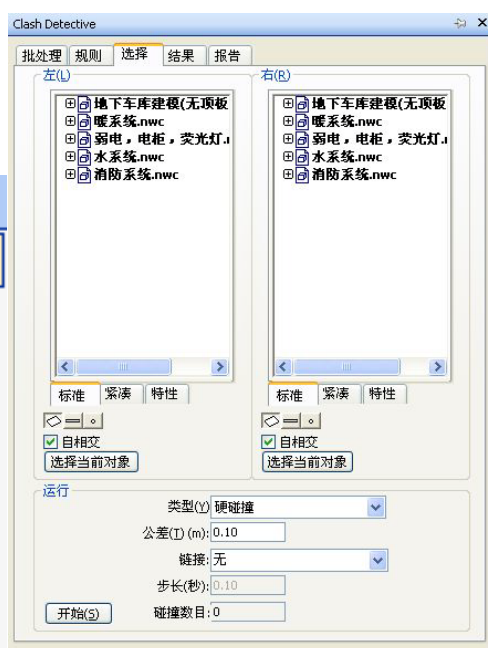 Clash Detective
批处理 规则 选择 结果 报告
左(L)
地下车库建模(无顶板
暖系统.nwc
弱电，电柜，荧光灯.
水系统.nwc
消防系统.nwc
标准 紧凑 特性
自相交
选择当前对象
右(R)
地下车库建模(无顶板
暖系统.nwc
弱电，电柜，荧光灯.
水系统.nwc
消防系统.nwc
标准 紧凑 特性
自相交
选择当前对象
运行
类型(Y) 硬碰撞
公差(T) (m): 0.10
链接: 无
步长(秒): 0.10
开始(S) 碰撞数目: 0